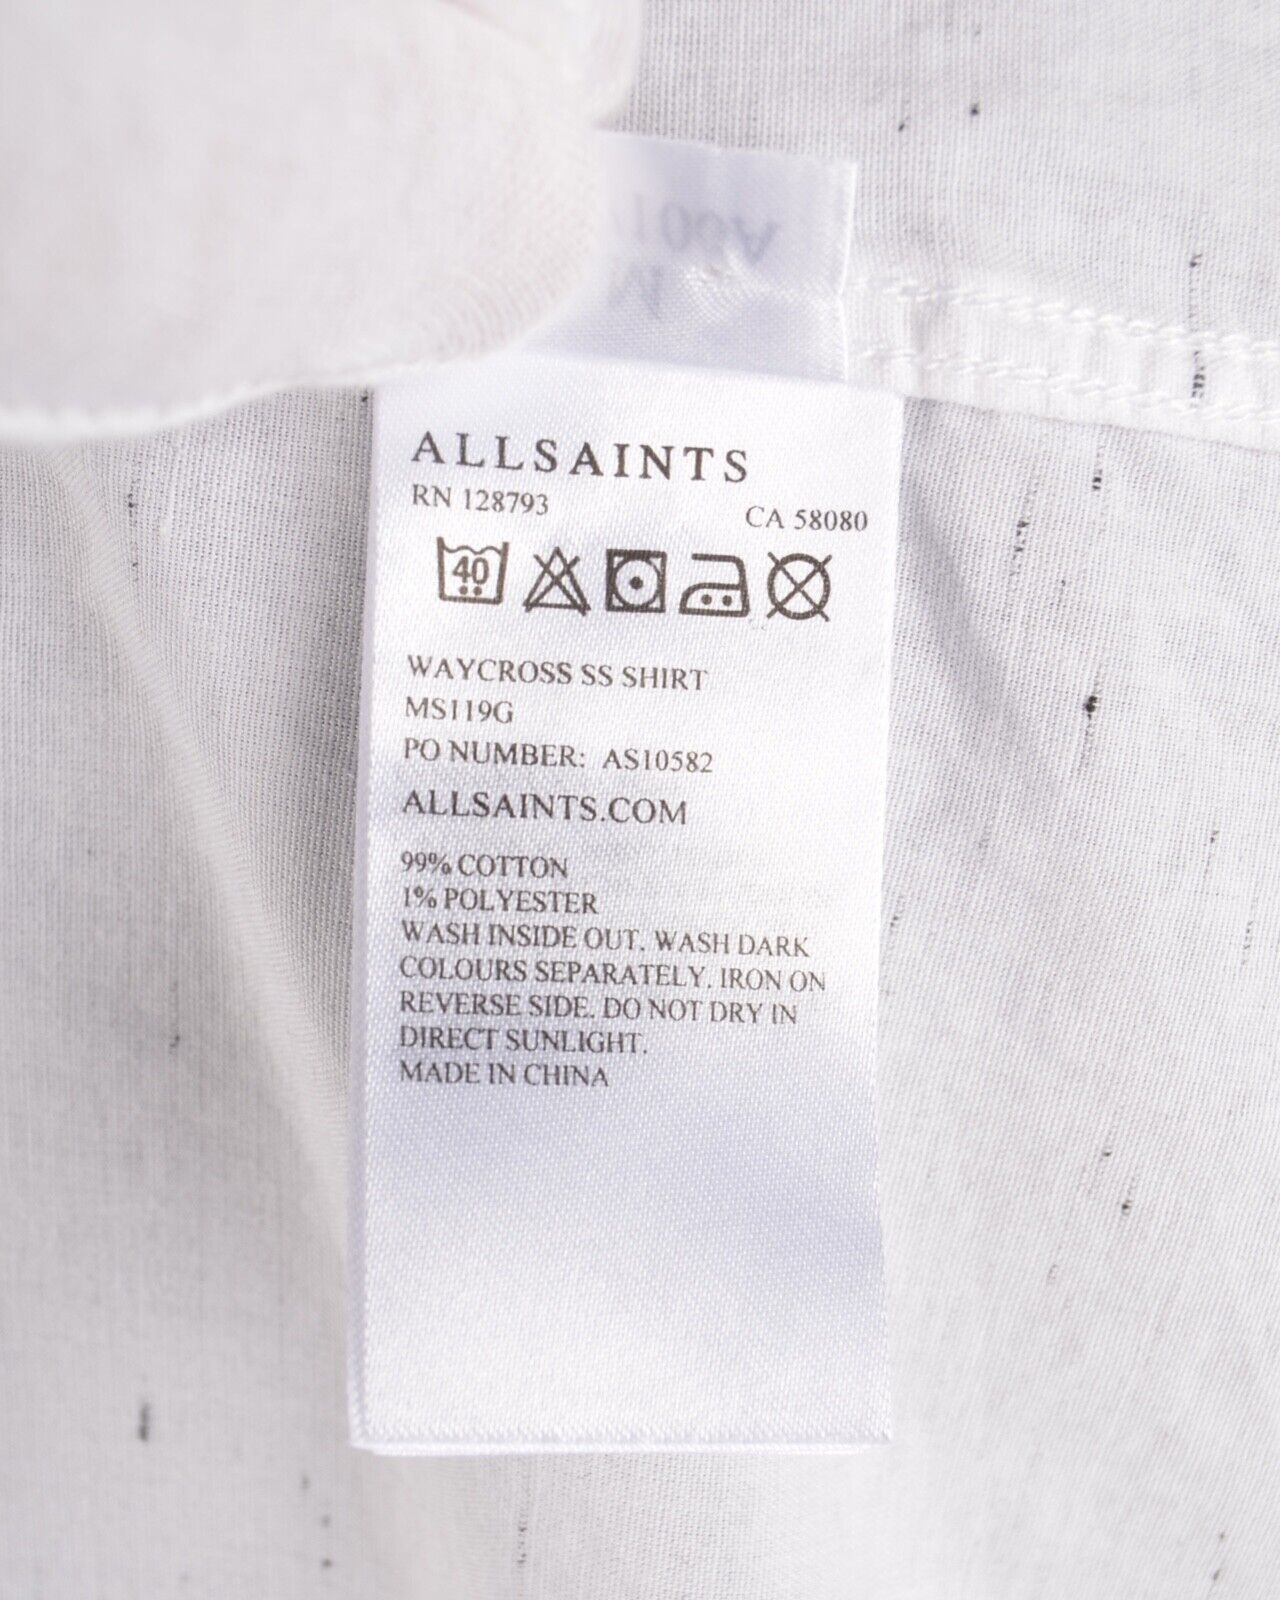 ALLSAINTS
RN 128793 CA 58080
40
WAYCROSS SS SHIRT
MS119G
PO NUMBER: AS10582
ALLSAINTS.COM
99% COTTON
1% POLYESTER
WASH INSIDE OUT. WASH DARK
COLOURS SEPARATELY. IRON ON
REVERSE SIDE. DO NOT DRY IN
DIRECT SUNLIGHT.
MADE IN CHINA